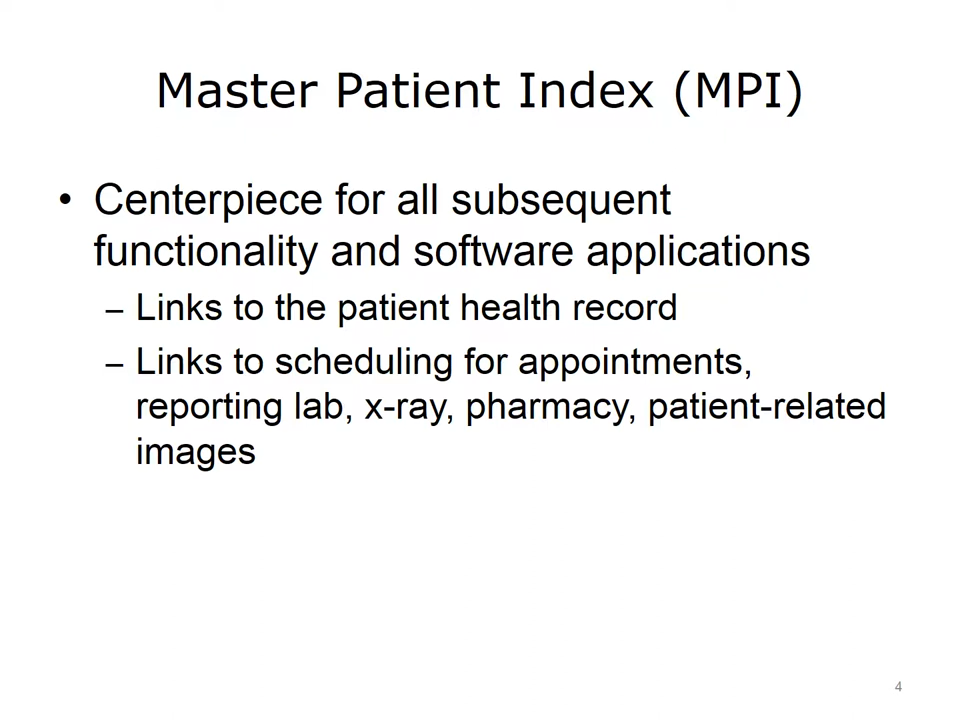 Master Patient Index (MPI)
• Centerpiece for all subsequent
functionality and software applications
– Links to the patient health record
– Links to scheduling for appointments,
reporting lab, x-ray, pharmacy, patient-related
images
4